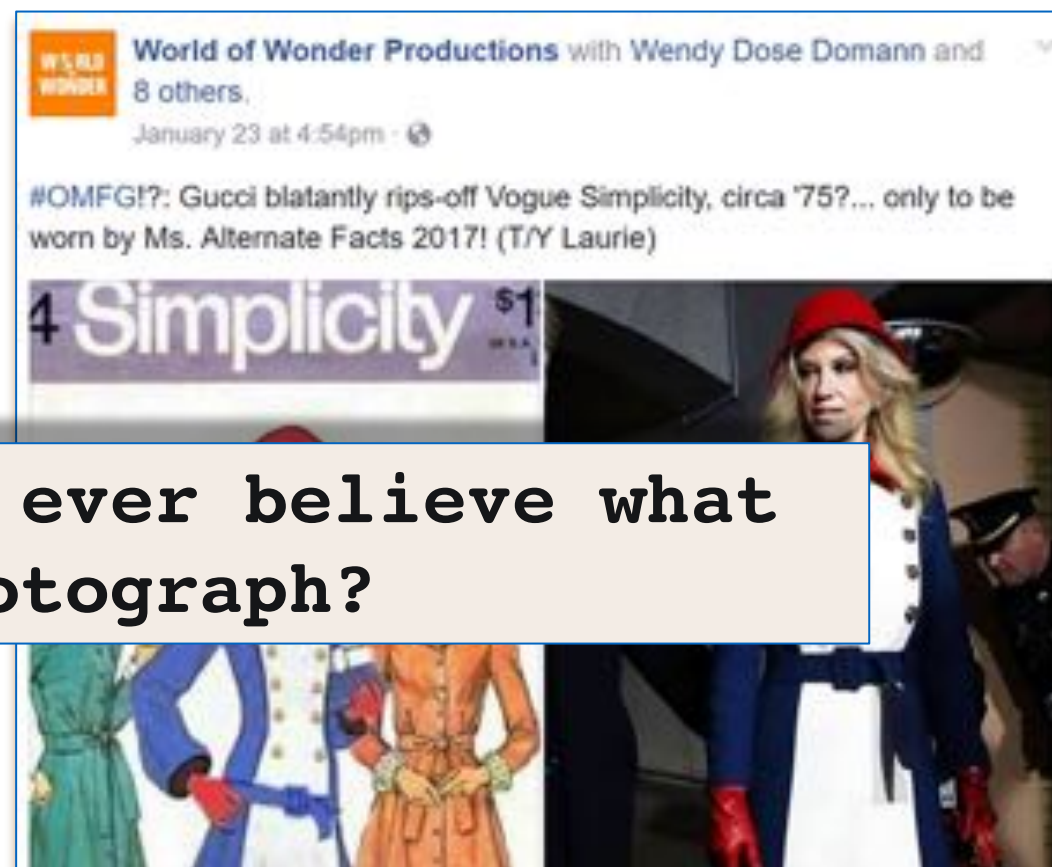 WORLD
WONDER
World of Wonder Productions with Wendy Dose Domann and
8 others.
January 23 at 4:54pm ·
#OMFG!?: Gucci blatantly rips-off Vogue Simplicity, circa '75?... only to be
worn by Ms. Alternate Facts 2017! (T/Y Laurie)
4 Simplicity $1
ever believe what
otograph?